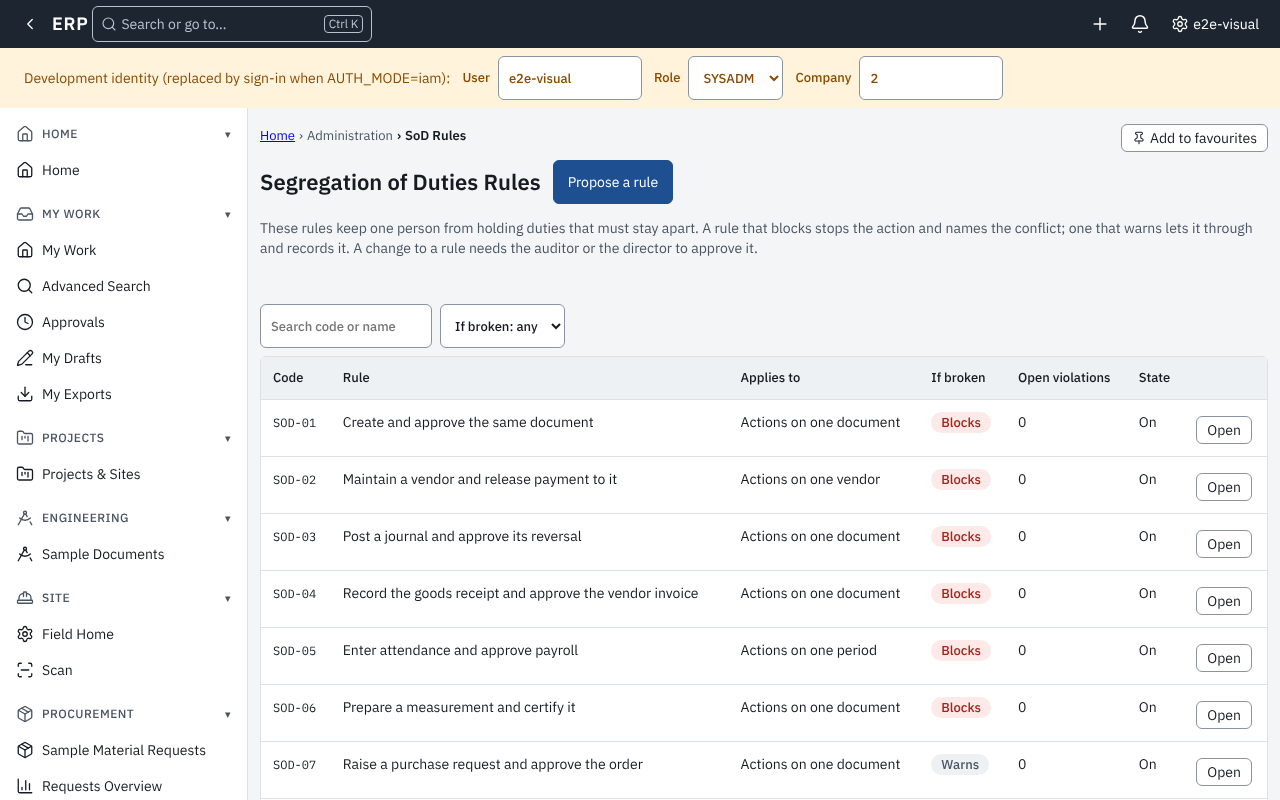 ERP
Search or go to...
Ctrl K
e2e-visual
Development identity (replaced by sign-in when AUTH_MODE=iam):
User
e2e-visual
Role
SYSADM
Company
2
HOME
Home
MY WORK
My Work
Advanced Search
Approvals
My Drafts
My Exports
PROJECTS
Projects & Sites
ENGINEERING
Sample Documents
SITE
Field Home
Scan
PROCUREMENT
Sample Material Requests
Requests Overview
Home › Administration › SoD Rules
Add to favourites
Segregation of Duties Rules
Propose a rule
These rules keep one person from holding duties that must stay apart. A rule that blocks stops the action and names the conflict; one that warns lets it through
and records it. A change to a rule needs the auditor or the director to approve it.
Search code or name
If broken: any
Code Rule Applies to If broken Open violations State
SOD-01 Create and approve the same document Actions on one document Blocks 0 On Open
SOD-02 Maintain a vendor and release payment to it Actions on one vendor Blocks 0 On Open
SOD-03 Post a journal and approve its reversal Actions on one document Blocks 0 On Open
SOD-04 Record the goods receipt and approve the vendor invoice Actions on one document Blocks 0 On Open
SOD-05 Enter attendance and approve payroll Actions on one period Blocks 0 On Open
SOD-06 Prepare a measurement and certify it Actions on one document Blocks 0 On Open
SOD-07 Raise a purchase request and approve the order Actions on one document Warns 0 On Open